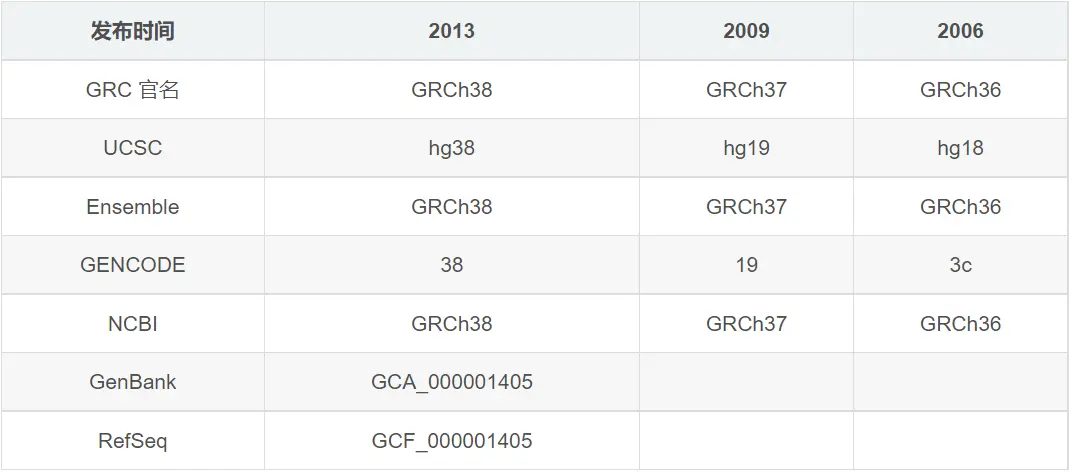 发布时间 2013 2009 2006
GRC 官名 GRCh38 GRCh37 GRCh36
UCSC hg38 hg19 hg18
Ensemble GRCh38 GRCh37 GRCh36
GENCODE 38 19 3c
NCBI GRCh38 GRCh37 GRCh36
GenBank GCA_000001405
RefSeq GCF_000001405